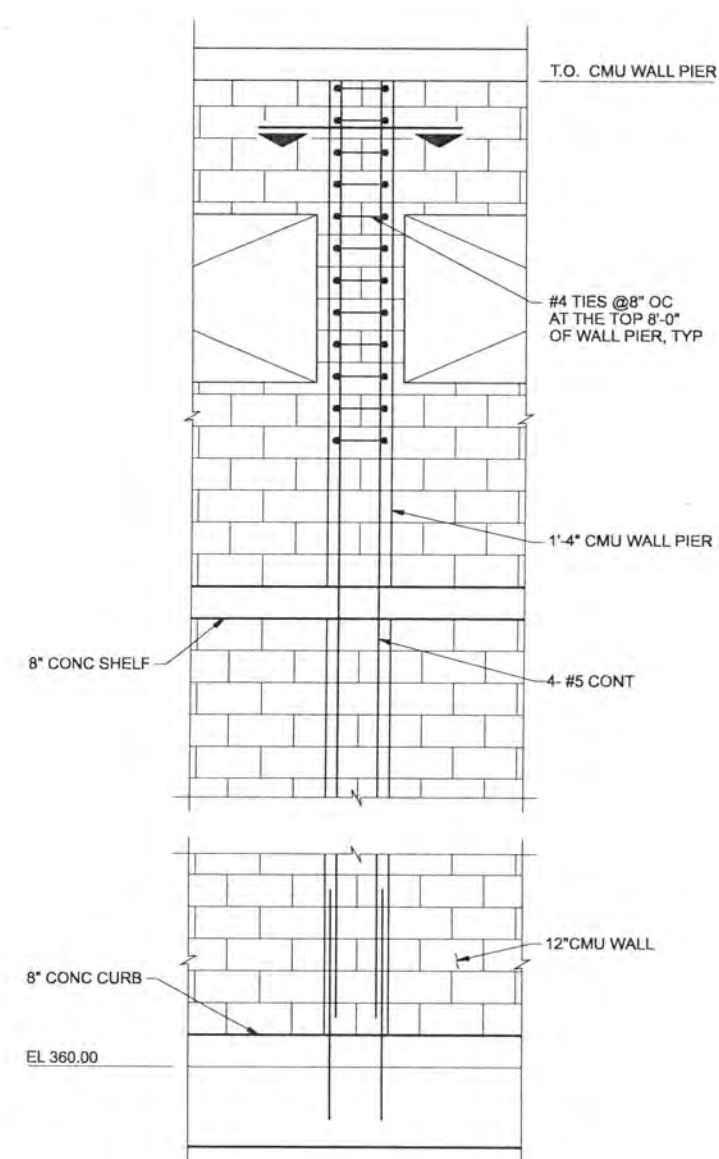 T.O. CMU WALL PIER
#4 TIES @8" OC
AT THE TOP 8'-0"
OF WALL PIER, TYP
1'-4" CMU WALL PIER
8" CONC SHELF
4- #5 CONT
12"CMU WALL
8" CONC CURB
EL 360.00